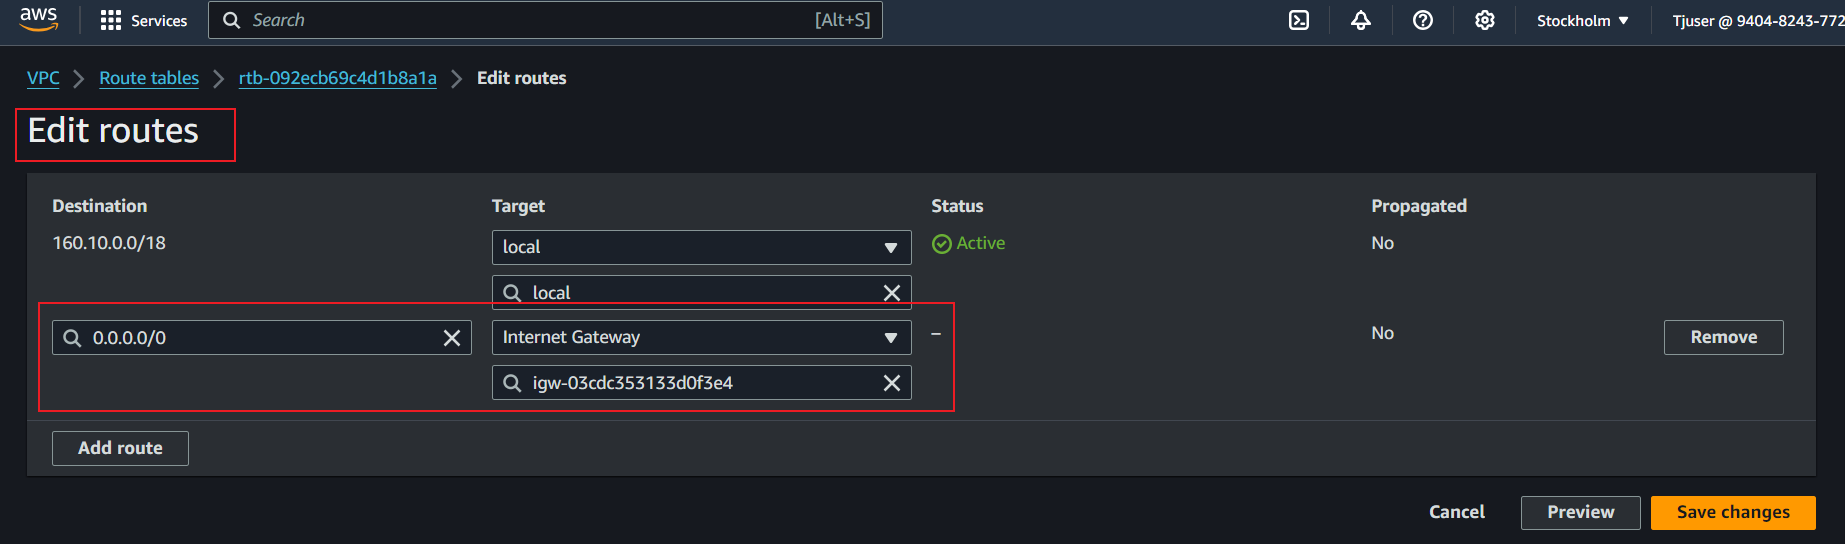 aws Services Search [Alt+S] Stockholm Tjuser @ 9404-8243-772
VPC Route tables rtb-092ecb69c4d1b8a1a Edit routes
Edit routes
Destination Target Status Propagated
160.10.0.0/18 local Active No
local
0.0.0.0/0 Internet Gateway – No Remove
igw-03cdc353133d0f3e4
Add route
Cancel Preview Save changes